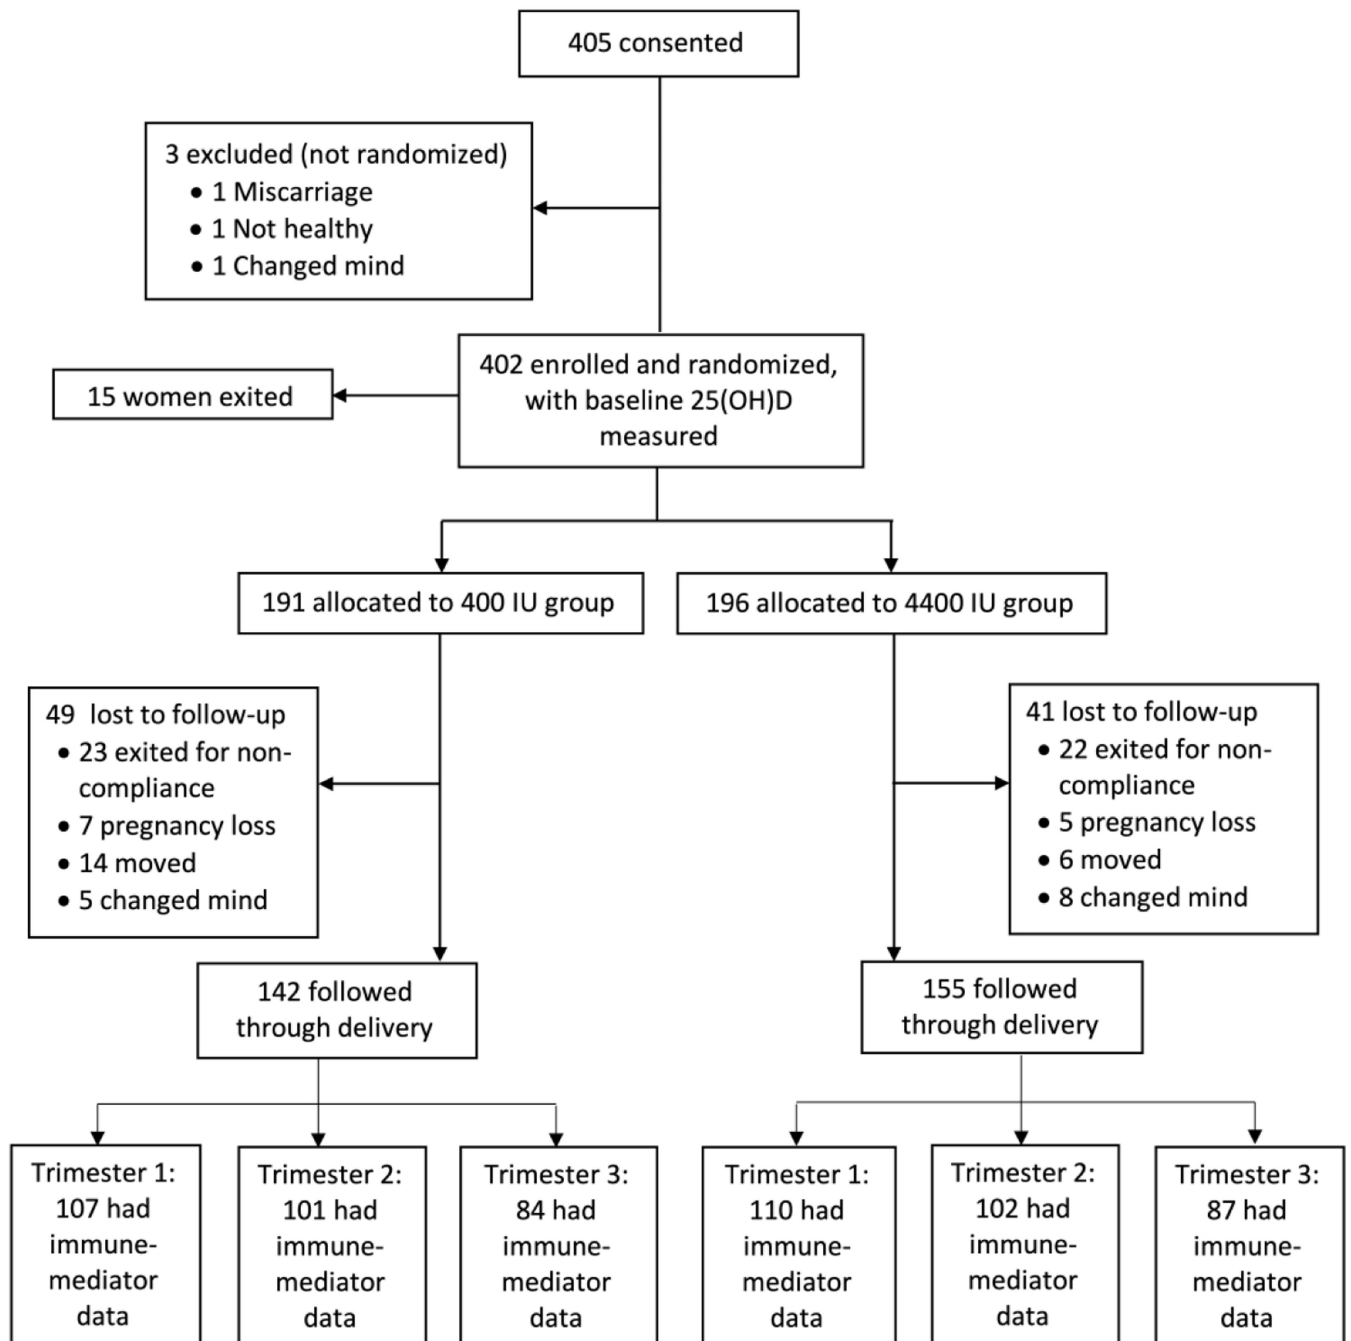 405 consented
3 excluded (not randomized)
• 1 Miscarriage
• 1 Not healthy
• 1 Changed mind
402 enrolled and randomized,
with baseline 25(OH)D
measured
15 women exited
191 allocated to 400 IU group
196 allocated to 4400 IU group
49 lost to follow-up
• 23 exited for non-
compliance
• 7 pregnancy loss
• 14 moved
• 5 changed mind
41 lost to follow-up
• 22 exited for non-
compliance
• 5 pregnancy loss
• 6 moved
• 8 changed mind
142 followed
through delivery
155 followed
through delivery
Trimester 1:
107 had
immune-
mediator
data
Trimester 2:
101 had
immune-
mediator
data
Trimester 3:
84 had
immune-
mediator
data
Trimester 1:
110 had
immune-
mediator
data
Trimester 2:
102 had
immune-
mediator
data
Trimester 3:
87 had
immune-
mediator
data